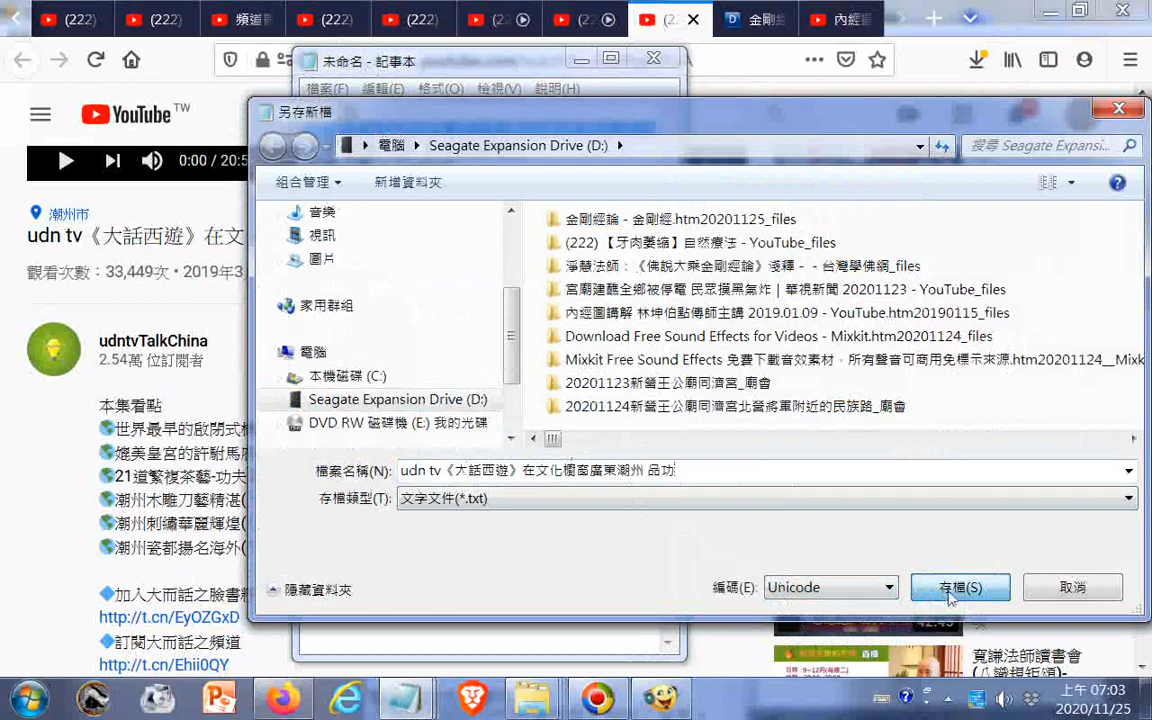 (222)
(222)
頻道
(222)
(222)
(2
(2
(2
金剛
內經
未命名 - 記事本
檔案(F) 編輯(E) 格式(O) 檢視(V) 說明(H)
YouTube TW
另存新檔
電腦 Seagate Expansion Drive (D:)
搜尋 Seagate Expansi...
0:00 / 20:5
組合管理 新增資料夾
潮州市
udn tv《大話西遊》在文
觀看次數：33,449次 • 2019年3
udntvTalkChina
2.54萬 位訂閱者
本集看點
世界最早的啟閉式
媲美皇宮的許駙馬
21道繁複茶藝-功夫
潮州木雕刀藝精湛(
潮州刺繡華麗輝煌(
潮州瓷都揚名海外(
加入大而話之臉書
http://t.cn/EyOZGxD
訂閱大而話之頻道
http://t.cn/Ehii0QY
音樂
視訊
圖片
家用群組
電腦
本機磁碟 (C:)
Seagate Expansion Drive (D:)
DVD RW 磁碟機 (E:) 我的光碟
金剛經論 - 金剛經.htm20201125_files
(222) 【牙肉萎縮】自然療法 - YouTube_files
淨慧法師：《佛說大乘金剛經論》淺釋 - - 台灣學佛網_files
宮廟建醮全鄉被停電 民眾摸黑氣炸 | 華視新聞 20201123 - YouTube_files
內經圖講解 林坤伯點傳師主講 2019.01.09 - YouTube.htm20190115_files
Download Free Sound Effects for Videos - Mixkit.htm20201124_files
Mixkit Free Sound Effects 免費下載音效素材，所有聲音可商用免標示來源.htm20201124__Mixk
20201123新營王公廟同濟宮_廟會
20201124新營王公廟同濟宮北營將軍附近的民族路_廟會
檔案名稱(N): udn tv《大話西遊》在文化櫥窗廣東潮州 品功
存檔類型(T): 文字文件(*.txt)
隱藏資料夾
編碼(E): Unicode 存檔(S) 取消
42:43
寬謙法師讀書會
(八識規矩頌)
上午 07:03
2020/11/25